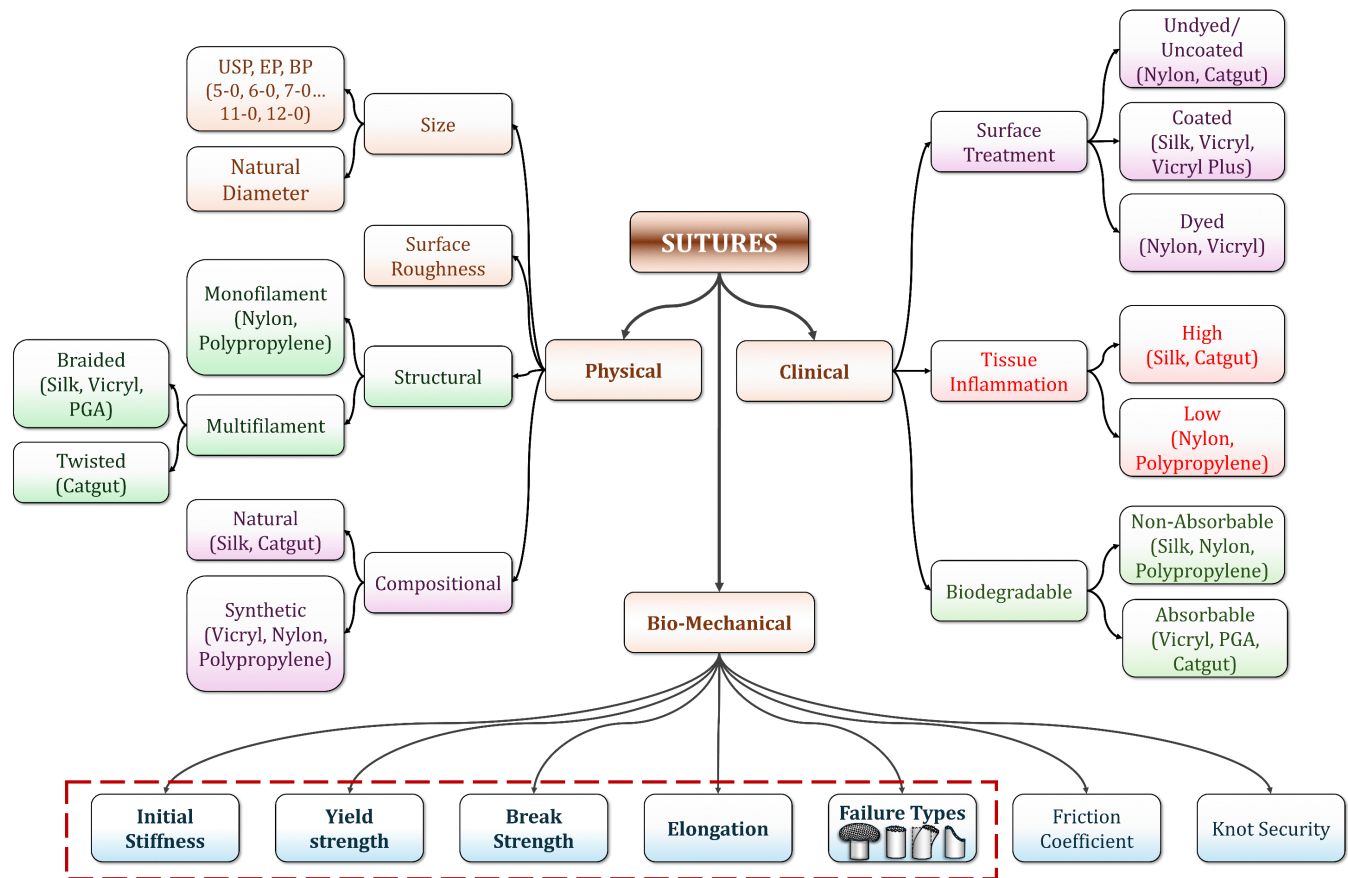 SUTURES
Physical
Size
USP, EP, BP
(5-0, 6-0, 7-0...
11-0, 12-0)
Natural
Diameter
Surface
Roughness
Structural
Monofilament
(Nylon,
Polypropylene)
Multifilament
Braided
(Silk, Vicryl,
PGA)
Twisted
(Catgut)
Compositional
Natural
(Silk, Catgut)
Synthetic
(Vicryl, Nylon,
Polypropylene)
Clinical
Surface
Treatment
Undyed/
Uncoated
(Nylon, Catgut)
Coated
(Silk, Vicryl,
Vicryl Plus)
Dyed
(Nylon, Vicryl)
Tissue
Inflammation
High
(Silk, Catgut)
Low
(Nylon,
Polypropylene)
Biodegradable
Non-Absorbable
(Silk, Nylon,
Polypropylene)
Absorbable
(Vicryl, PGA,
Catgut)
Bio-Mechanical
Initial
Stiffness
Yield
strength
Break
Strength
Elongation
Failure Types
Friction
Coefficient
Knot Security